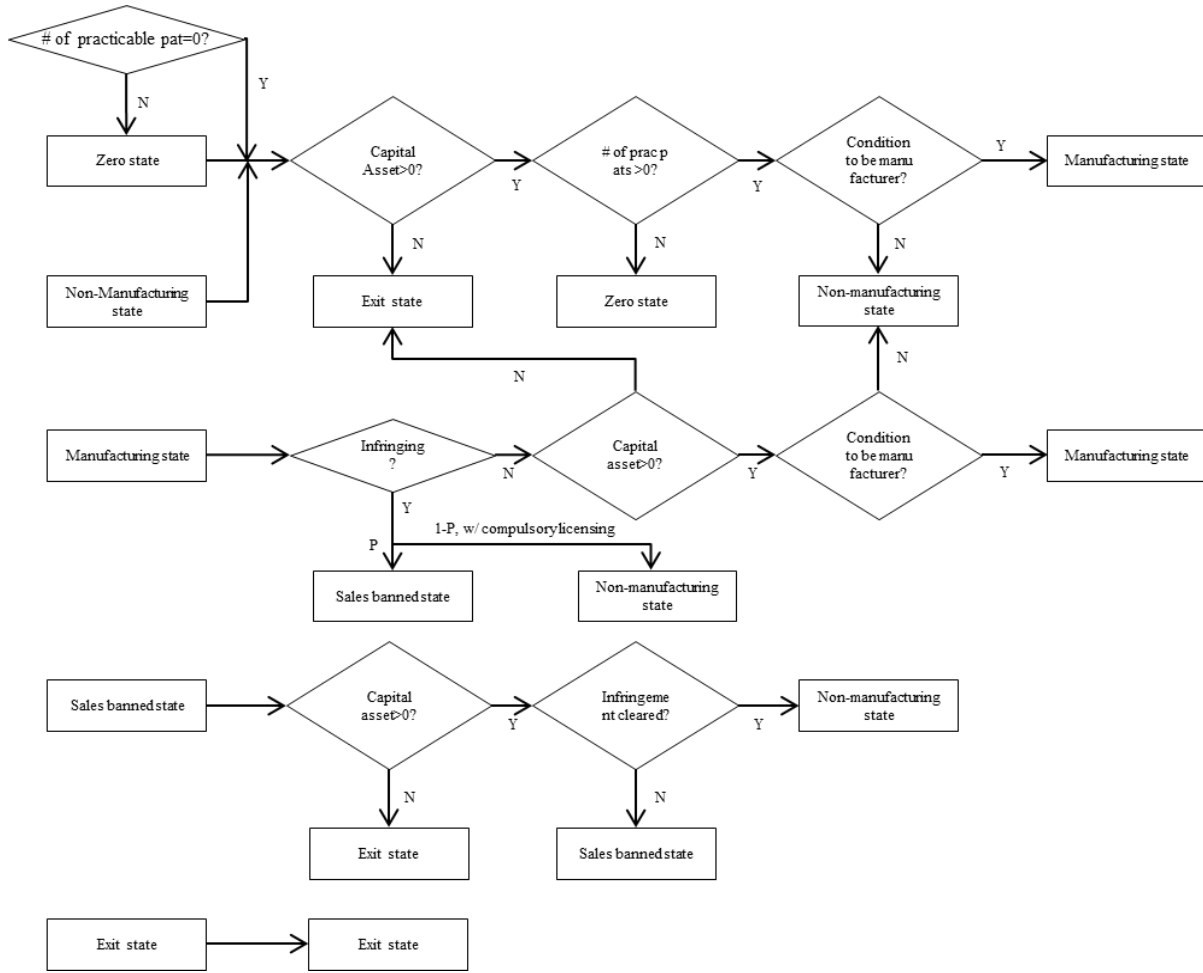 # of practicable pat=0?
Y
N
Zero state
Capital
Asset>0?
Y
# of prac p
ats >0?
Y
Condition
to be manu
facturer?
Y
Manufacturing state
N
N
N
Non-Manufacturing
state
Exit state
Zero state
Non-manufacturing
state
N
N
Manufacturing state
Infringing
?
N
Capital
asset>0?
Y
Condition
to be manu
facturer?
Y
Manufacturing state
Y
1-P, w/ compulsory licensing
P
Sales banned state
Non-manufacturing
state
Sales banned state
Capital
asset>0?
Y
Infringeme
nt cleared?
Y
Non-manufacturing
state
N
N
Exit state
Sales banned state
Exit state
Exit state